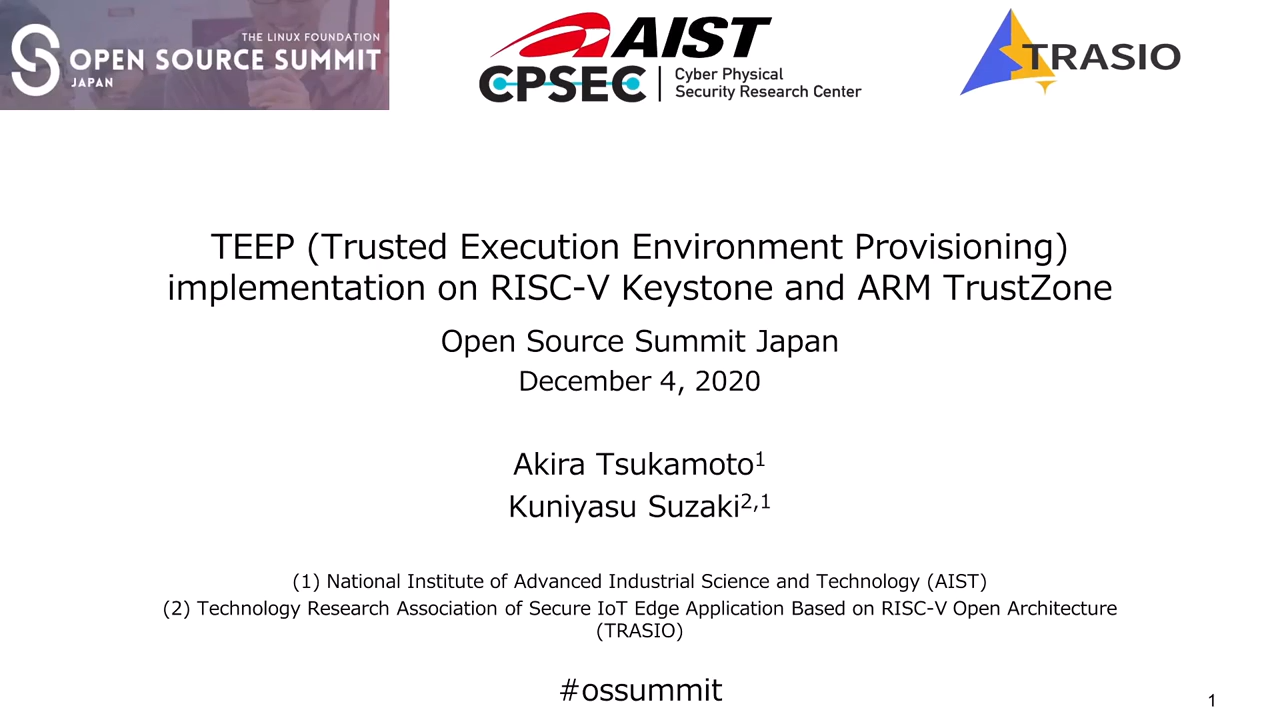 THE LINUX FOUNDATION
OPEN SOURCE SUMMIT
JAPAN
AIST
CPSEC
Cyber Physical
Security Research Center
TRASIO
TEEP (Trusted Execution Environment Provisioning)
implementation on RISC-V Keystone and ARM TrustZone
Open Source Summit Japan
December 4, 2020
Akira Tsukamoto¹
Kuniyasu Suzaki²,¹
(1) National Institute of Advanced Industrial Science and Technology (AIST)
(2) Technology Research Association of Secure IoT Edge Application Based on RISC-V Open Architecture
(TRASIO)
#ossummit
1